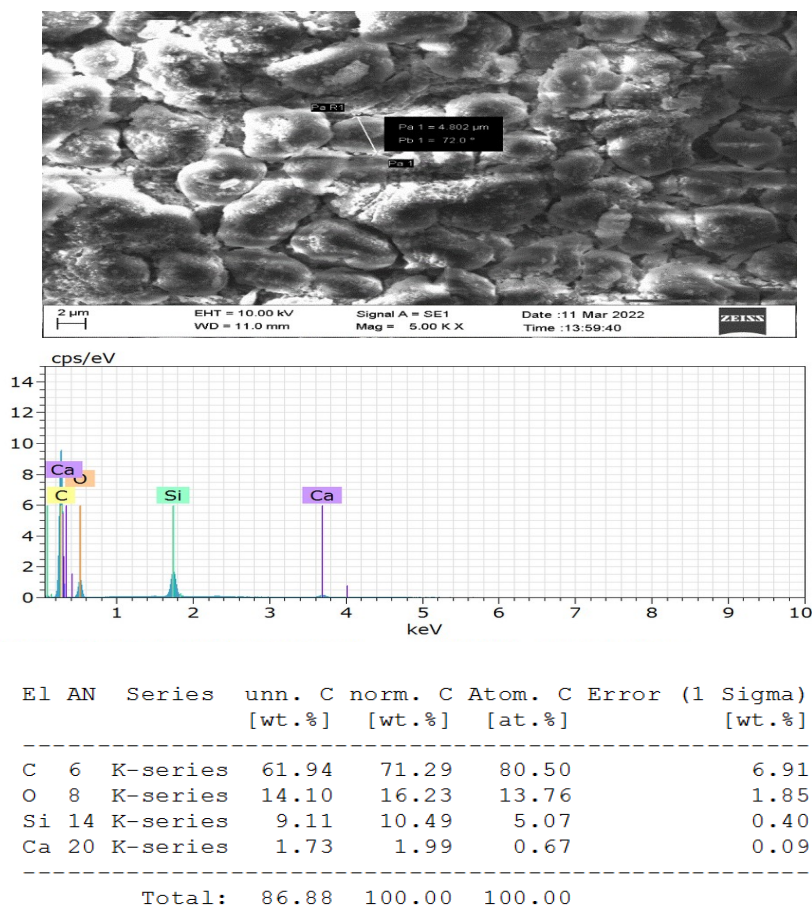 Pa R1
Pa 1 = 4.802 µm
Pb 1 = 72.0 °
Pa 1
2 µm
EHT = 10.00 kV
Signal A = SE1
Date :11 Mar 2022
ZEISS
WD = 11.0 mm
Mag = 5.00 K X
Time :13:59:40
cps/eV
14
12
10
8
6
4
2
0
Ca
O
C
Si
Ca
1 2 3 4 5 6 7 8 9 10
keV
El AN Series unn. C norm. C Atom. C Error (1 Sigma)
[wt.%] [wt.%] [at.%] [wt.%]
C 6 K-series 61.94 71.29 80.50 6.91
O 8 K-series 14.10 16.23 13.76 1.85
Si 14 K-series 9.11 10.49 5.07 0.40
Ca 20 K-series 1.73 1.99 0.67 0.09
Total: 86.88 100.00 100.00